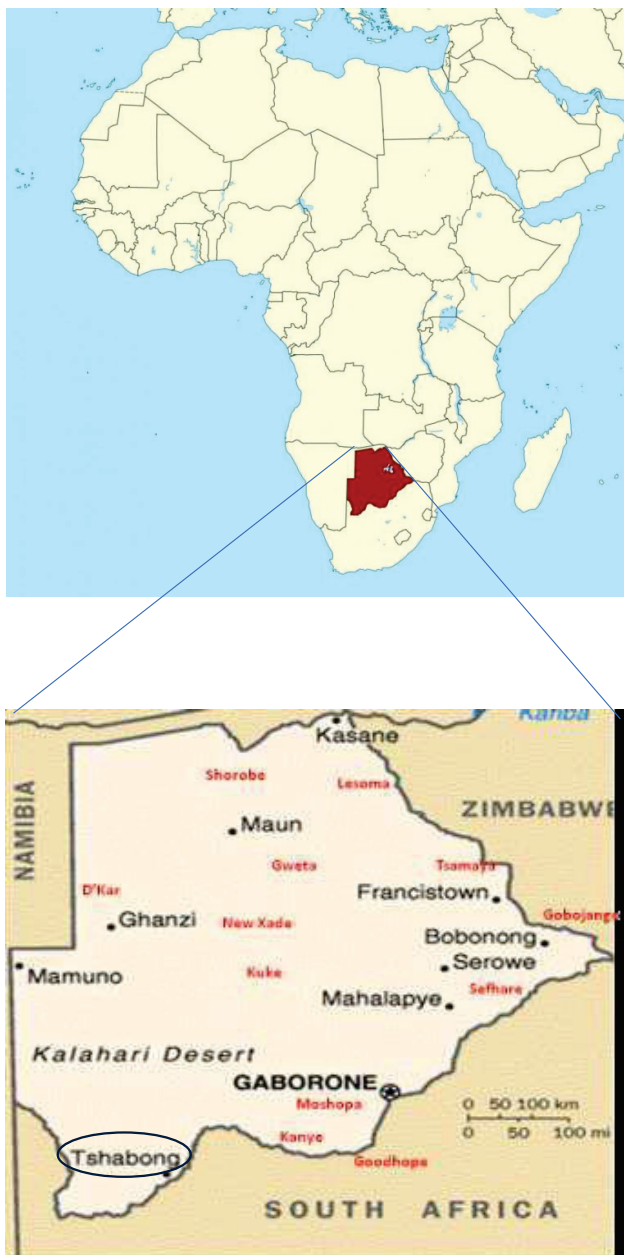 Kariba
Kasane
Shorobe
Lesoma
NAMIBIA
ZIMBABWE
Maun
Gweta
Tsamaya
D'Kar
Francistown
Ghanzi
New Xade
Gobojango
Bobonong
Mamuno
Kuke
Serowe
Sefhare
Mahalapye
Kalahari Desert
GABORONE
Moshopa
0 50 100 km
0 50 100 mi
Kanye
Tshabong
Goodhope
SOUTH AFRICA